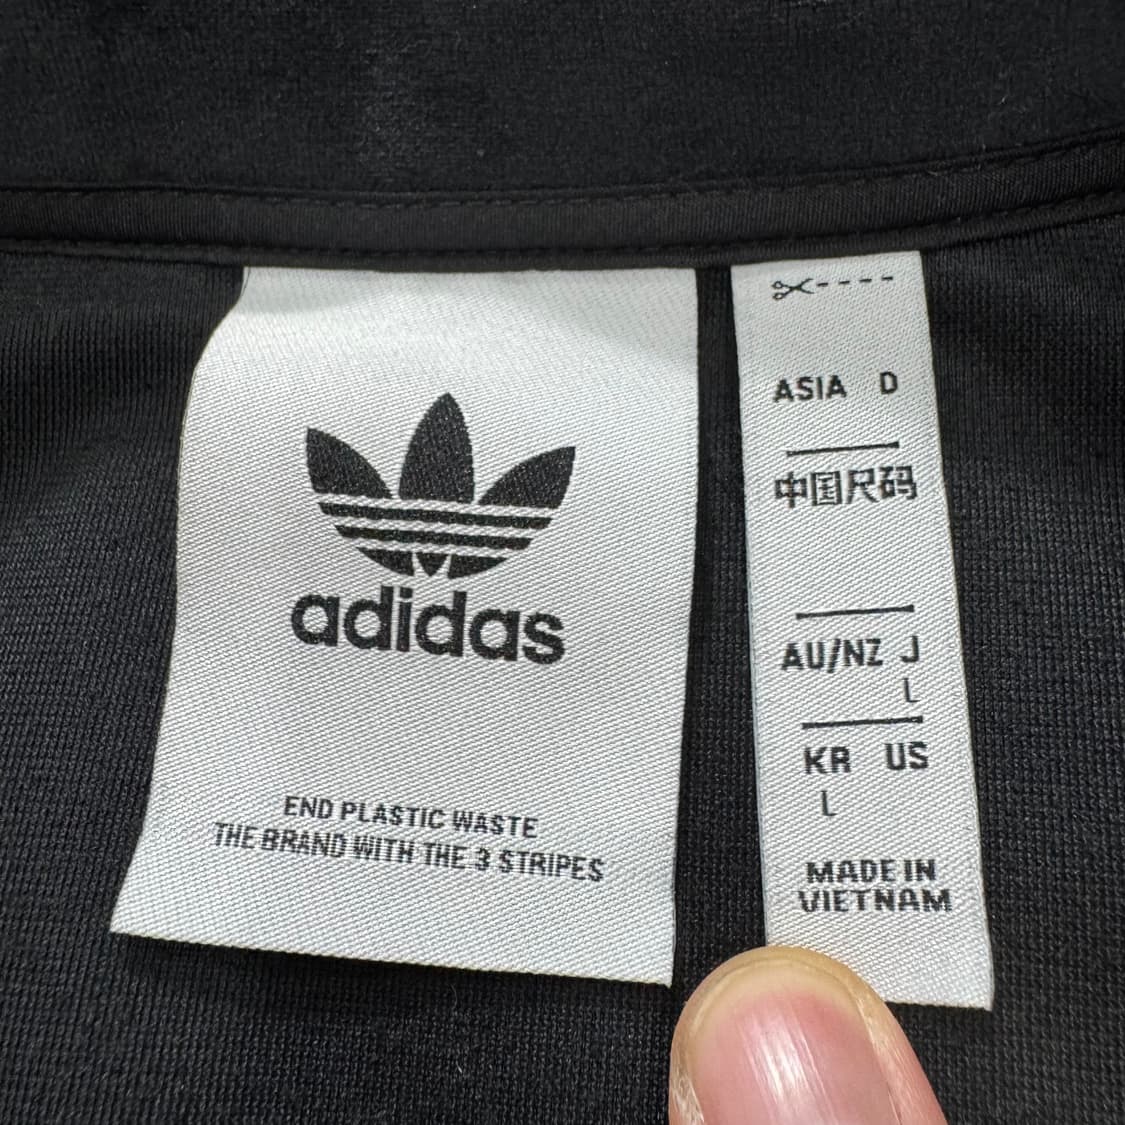 adidas
END PLASTIC WASTE
THE BRAND WITH THE 3 STRIPES
ASIA D
中国尺码
AU/NZ J
L
KR US
L
MADE IN
VIETNAM